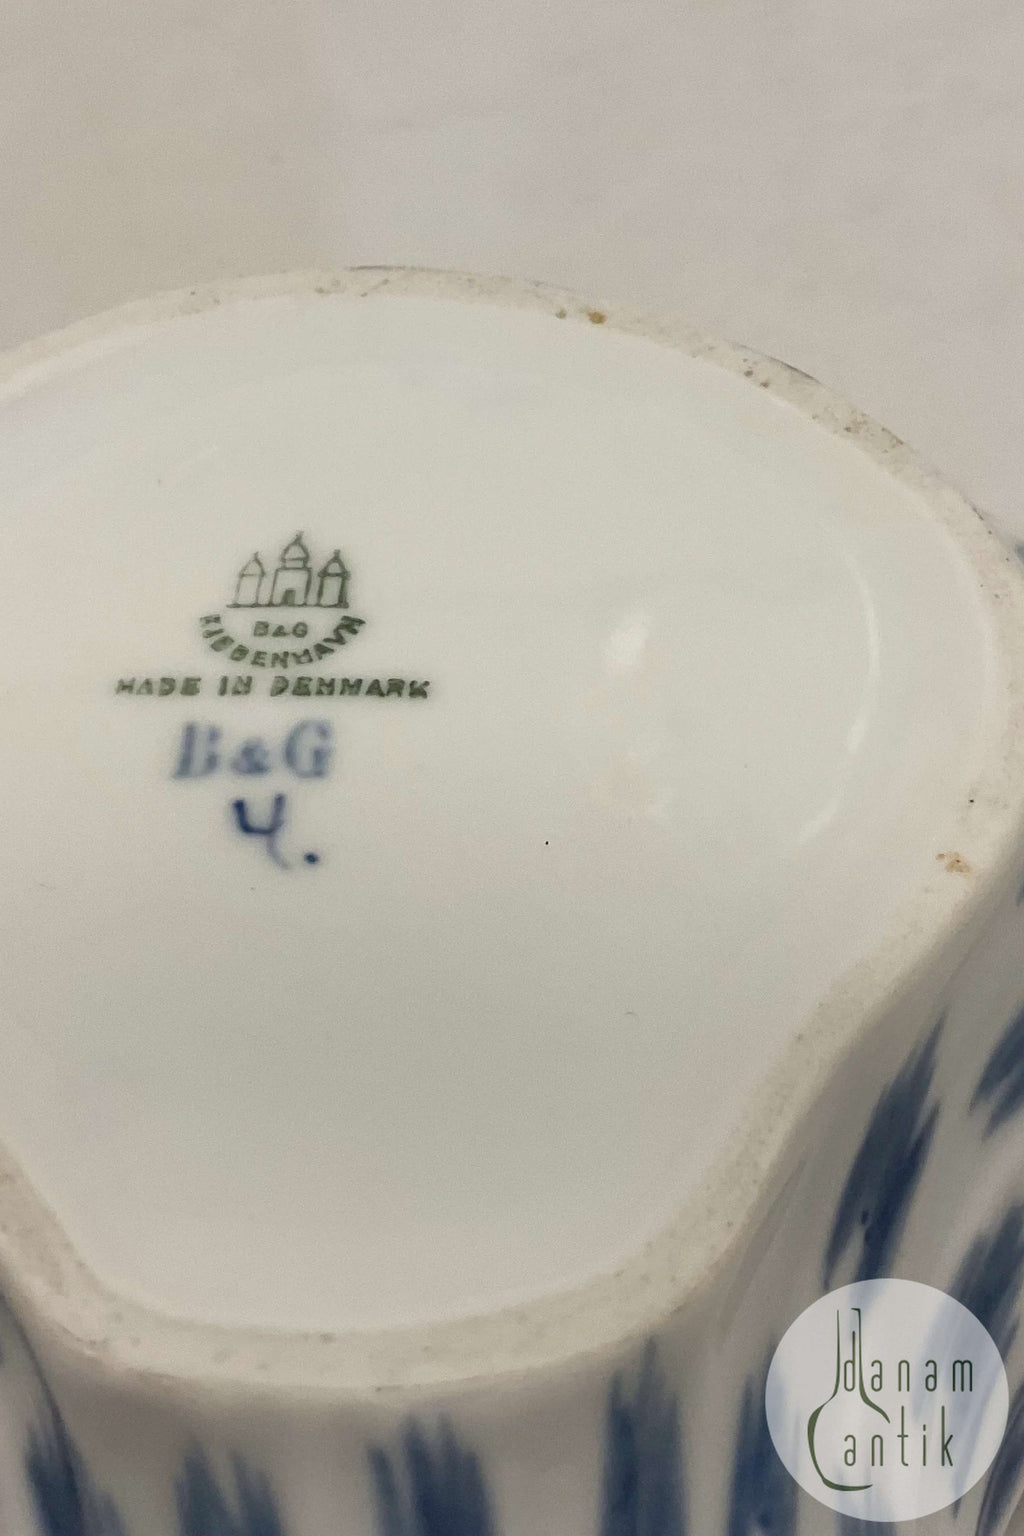 B&G
KJØBENHAVN
MADE IN DENMARK
B&G
4.
danam
antik